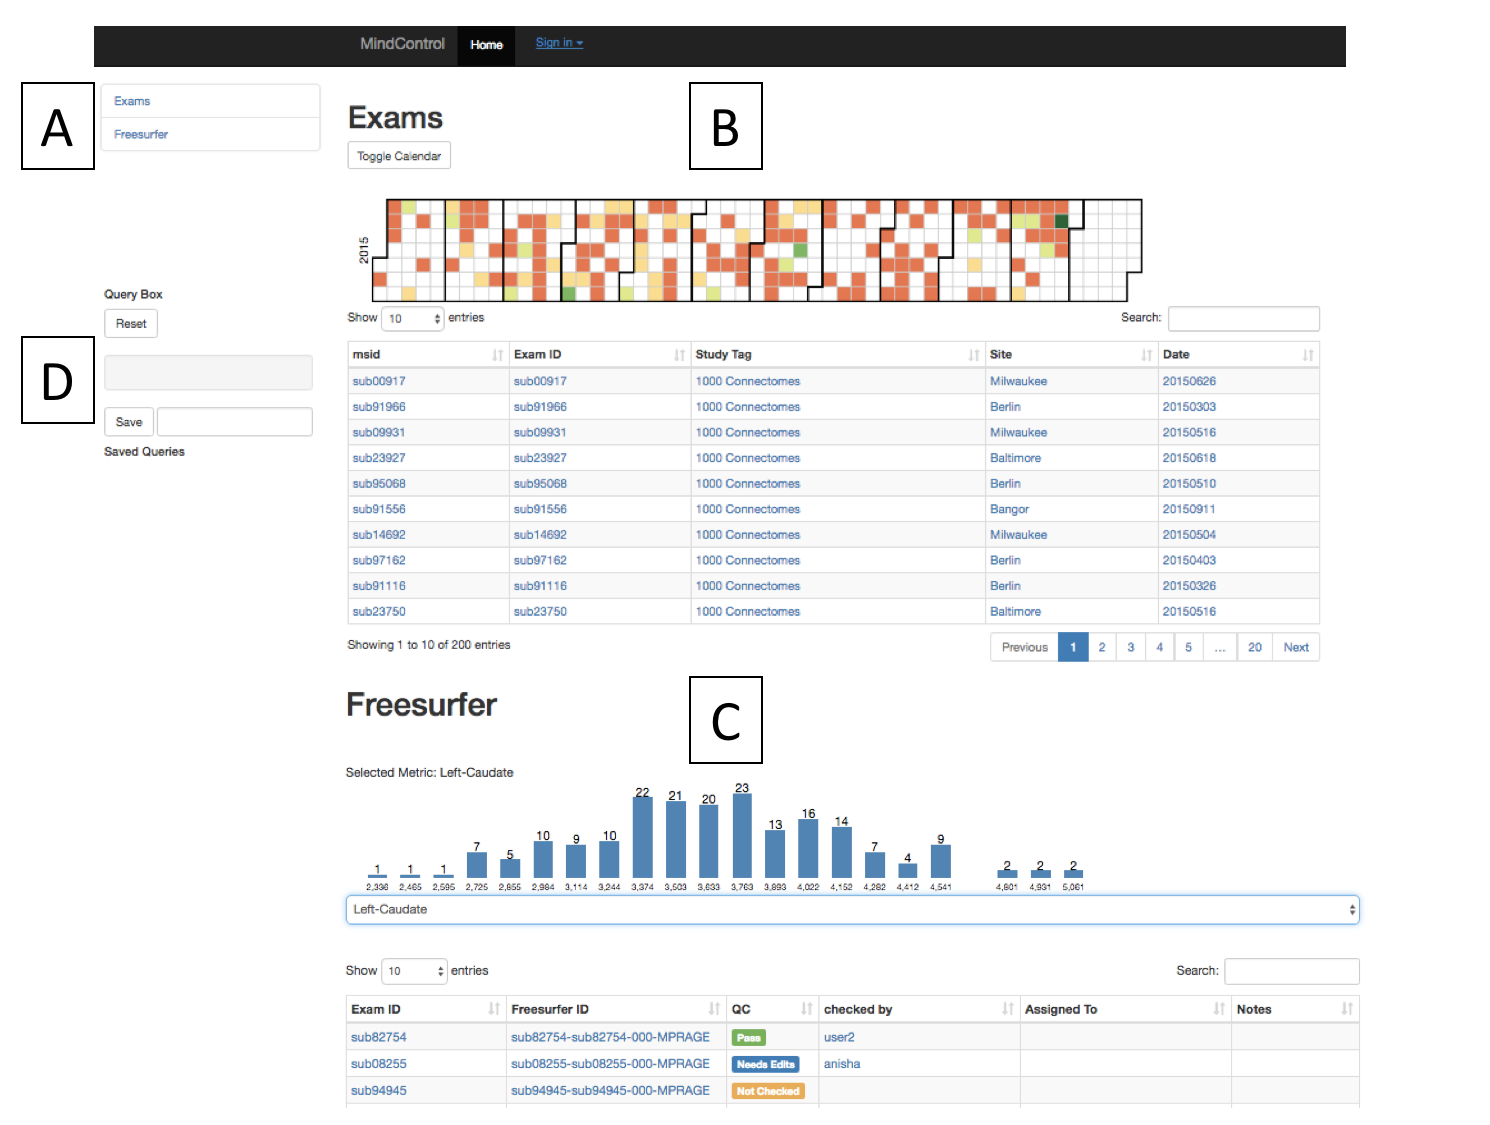 MindControl Home Sign in
A
Exams
Freesurfer
B
Exams
Toggle Calendar
2015
Query Box
Reset
D
Save
Saved Queries
Show 10 entries Search:
msid Exam ID Study Tag Site Date
sub00917 sub00917 1000 Connectomes Milwaukee 20150626
sub91966 sub91966 1000 Connectomes Berlin 20150303
sub09931 sub09931 1000 Connectomes Milwaukee 20150516
sub23927 sub23927 1000 Connectomes Baltimore 20150618
sub95068 sub95068 1000 Connectomes Berlin 20150510
sub91556 sub91556 1000 Connectomes Bangor 20150911
sub14692 sub14692 1000 Connectomes Milwaukee 20150504
sub97162 sub97162 1000 Connectomes Berlin 20150403
sub91116 sub91116 1000 Connectomes Berlin 20150326
sub23750 sub23750 1000 Connectomes Baltimore 20150516
Showing 1 to 10 of 200 entries Previous 1 2 3 4 5 ... 20 Next
Freesurfer
C
Selected Metric: Left-Caudate
1 1 1 7 5 10 9 10 22 21 20 23 13 16 14 7 4 9 2 2 2
2,336 2,465 2,595 2,725 2,855 2,984 3,114 3,244 3,374 3,503 3,633 3,763 3,893 4,022 4,152 4,282 4,412 4,541 4,801 4,931 5,061
Left-Caudate
Show 10 entries Search:
Exam ID Freesurfer ID QC checked by Assigned To Notes
sub82754 sub82754-sub82754-000-MPRAGE Pass user2
sub08255 sub08255-sub08255-000-MPRAGE Needs Edits anisha
sub94945 sub94945-sub94945-000-MPRAGE Not Checked